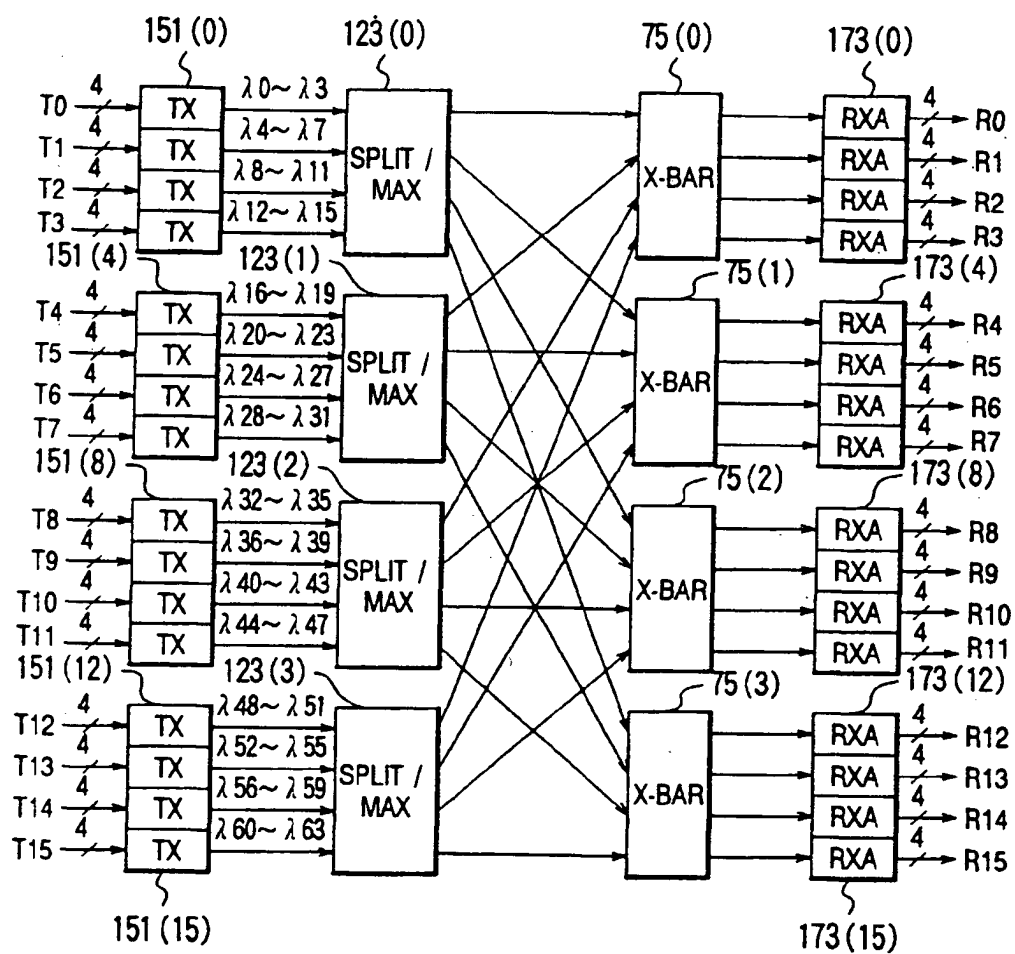 151(0) 123(0) 75(0) 173(0)
T0 4 TX λ0~λ3 RXA 4 R0
T1 4 TX λ4~λ7 RXA 4 R1
SPLIT/ MAX X-BAR
T2 4 TX λ8~λ11 RXA 4 R2
T3 4 TX λ12~λ15 RXA 4 R3
151(4) 123(1) 75(1) 173(4)
T4 4 TX λ16~λ19 RXA 4 R4
T5 4 TX λ20~λ23 RXA 4 R5
SPLIT/ MAX X-BAR
T6 4 TX λ24~λ27 RXA 4 R6
T7 4 TX λ28~λ31 RXA 4 R7
151(8) 123(2) 75(2) 173(8)
T8 4 TX λ32~λ35 RXA 4 R8
T9 4 TX λ36~λ39 RXA 4 R9
SPLIT/ MAX X-BAR
T10 4 TX λ40~λ43 RXA 4 R10
T11 4 TX λ44~λ47 RXA 4 R11
151(12) 123(3) 75(3) 173(12)
T12 4 TX λ48~λ51 RXA 4 R12
T13 4 TX λ52~λ55 RXA 4 R13
SPLIT/ MAX X-BAR
T14 4 TX λ56~λ59 RXA 4 R14
T15 4 TX λ60~λ63 RXA 4 R15
151(15) 173(15)